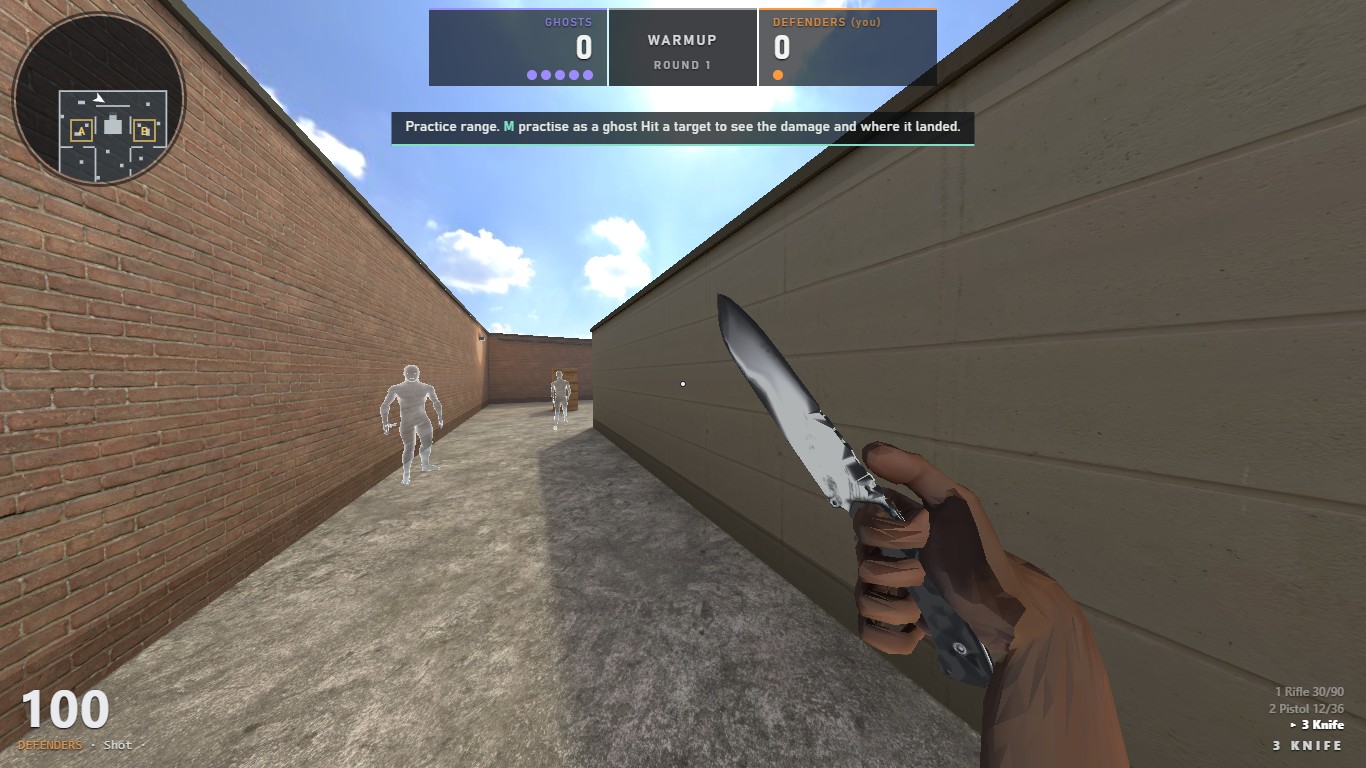 GHOSTS
0
WARMUP
ROUND 1
DEFENDERS (you)
0
Practice range. M practise as a ghost Hit a target to see the damage and where it landed.
A
B
100
DEFENDERS · Shot ·
1 Rifle 30/90
2 Pistol 12/36
▸ 3 Knife
3 KNIFE